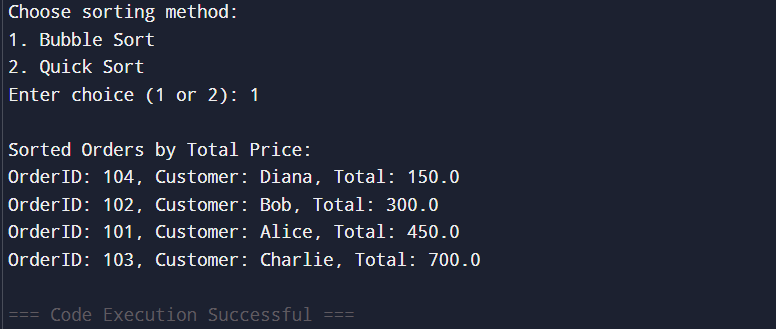 Choose sorting method:
1. Bubble Sort
2. Quick Sort
Enter choice (1 or 2): 1
Sorted Orders by Total Price:
OrderID: 104, Customer: Diana, Total: 150.0
OrderID: 102, Customer: Bob, Total: 300.0
OrderID: 101, Customer: Alice, Total: 450.0
OrderID: 103, Customer: Charlie, Total: 700.0
=== Code Execution Successful ===